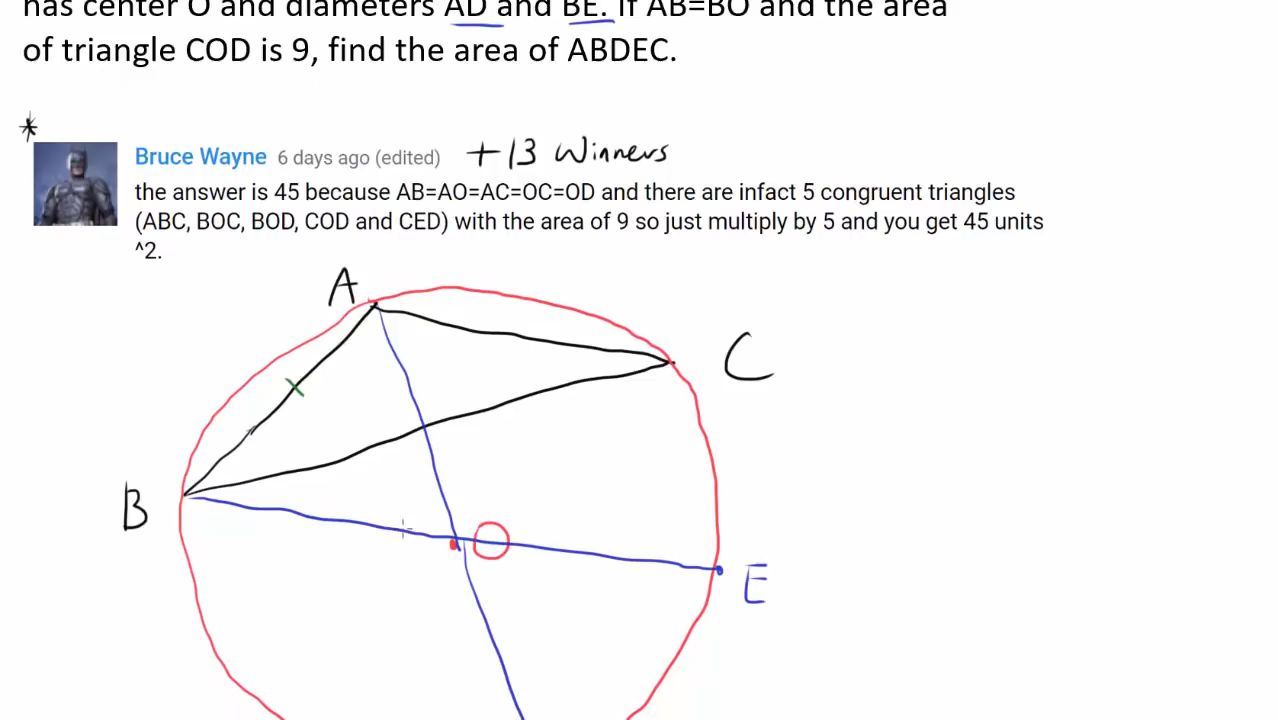 has center O and diameters AD and BE. If AB=BO and the area
of triangle COD is 9, find the area of ABDEC.
*
Bruce Wayne 6 days ago (edited) +13 Winners
the answer is 45 because AB=AO=AC=OC=OD and there are infact 5 congruent triangles
(ABC, BOC, BOD, COD and CED) with the area of 9 so just multiply by 5 and you get 45 units
^2.
A
C
B
O
E